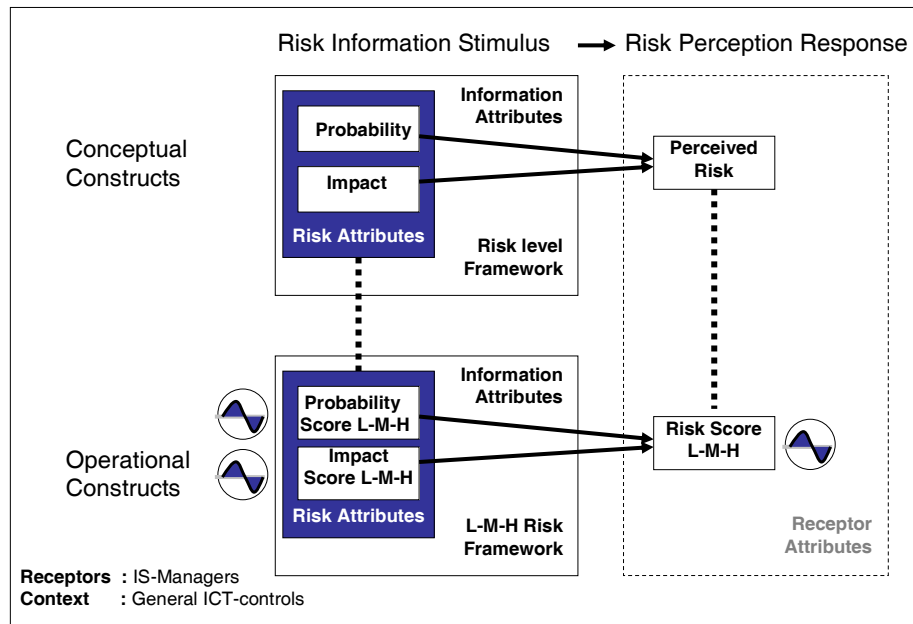 Risk Information Stimulus
Risk Perception Response
Conceptual
Constructs
Information
Attributes
Probability
Impact
Risk Attributes
Risk level
Framework
Perceived
Risk
Operational
Constructs
Information
Attributes
Probability
Score L-M-H
Impact
Score L-M-H
Risk Attributes
L-M-H Risk
Framework
Risk Score
L-M-H
Receptor
Attributes
Receptors : IS-Managers
Context : General ICT-controls